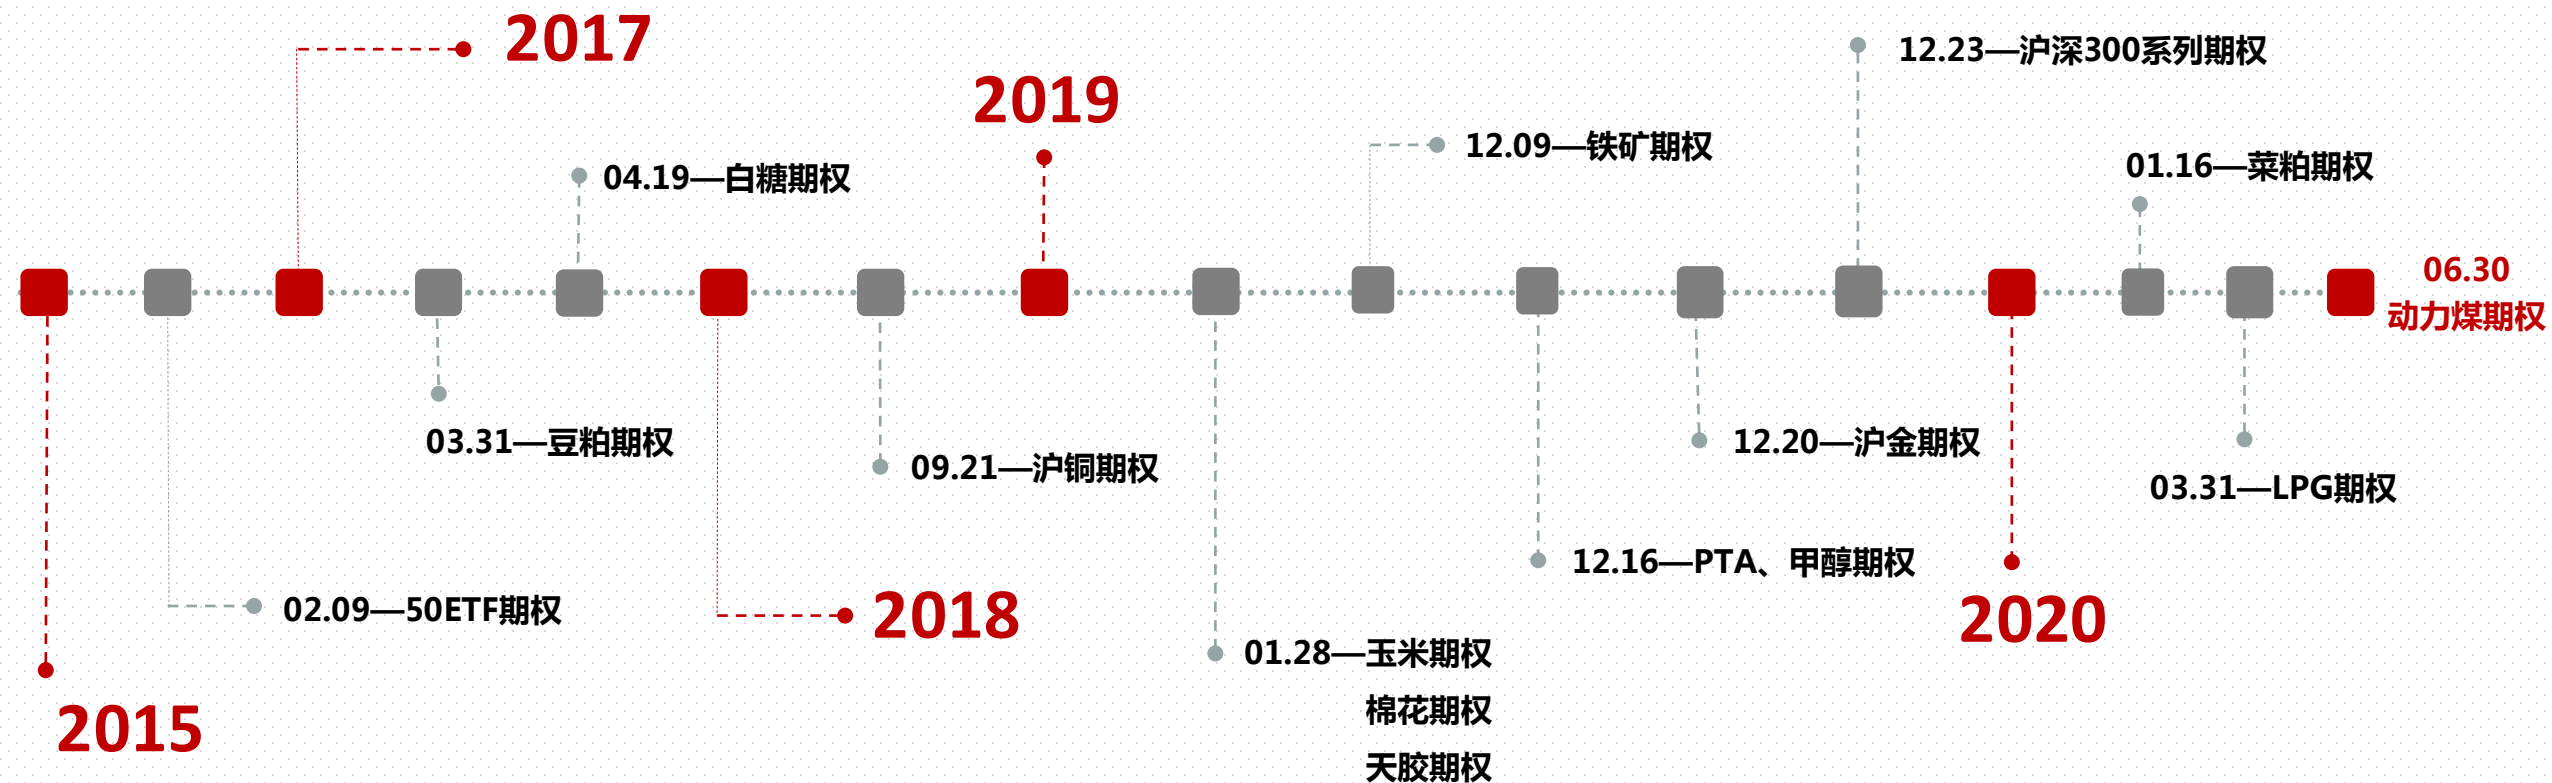 2015
02.09—50ETF期权
2017
03.31—豆粕期权
04.19—白糖期权
2018
09.21—沪铜期权
2019
01.28—玉米期权
棉花期权
天胶期权
12.09—铁矿期权
12.16—PTA、甲醇期权
12.20—沪金期权
12.23—沪深300系列期权
2020
01.16—菜粕期权
03.31—LPG期权
06.30
动力煤期权